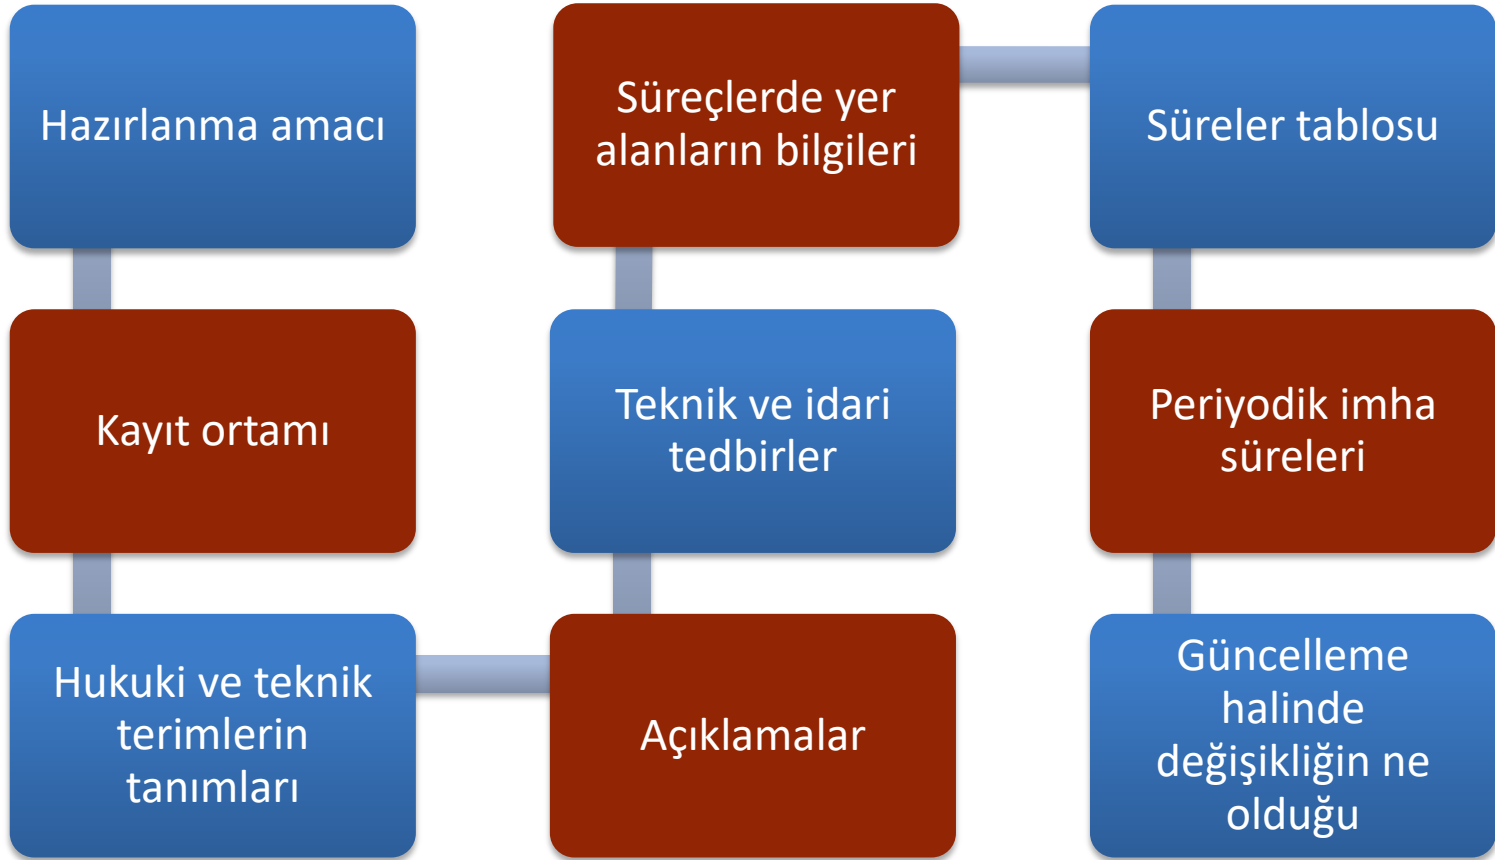 Hazırlanma amacı
Kayıt ortamı
Hukuki ve teknik
terimlerin
tanımları
Açıklamalar
Teknik ve idari
tedbirler
Süreçlerde yer
alanların bilgileri
Süreler tablosu
Periyodik imha
süreleri
Güncelleme
halinde
değişikliğin ne
olduğu